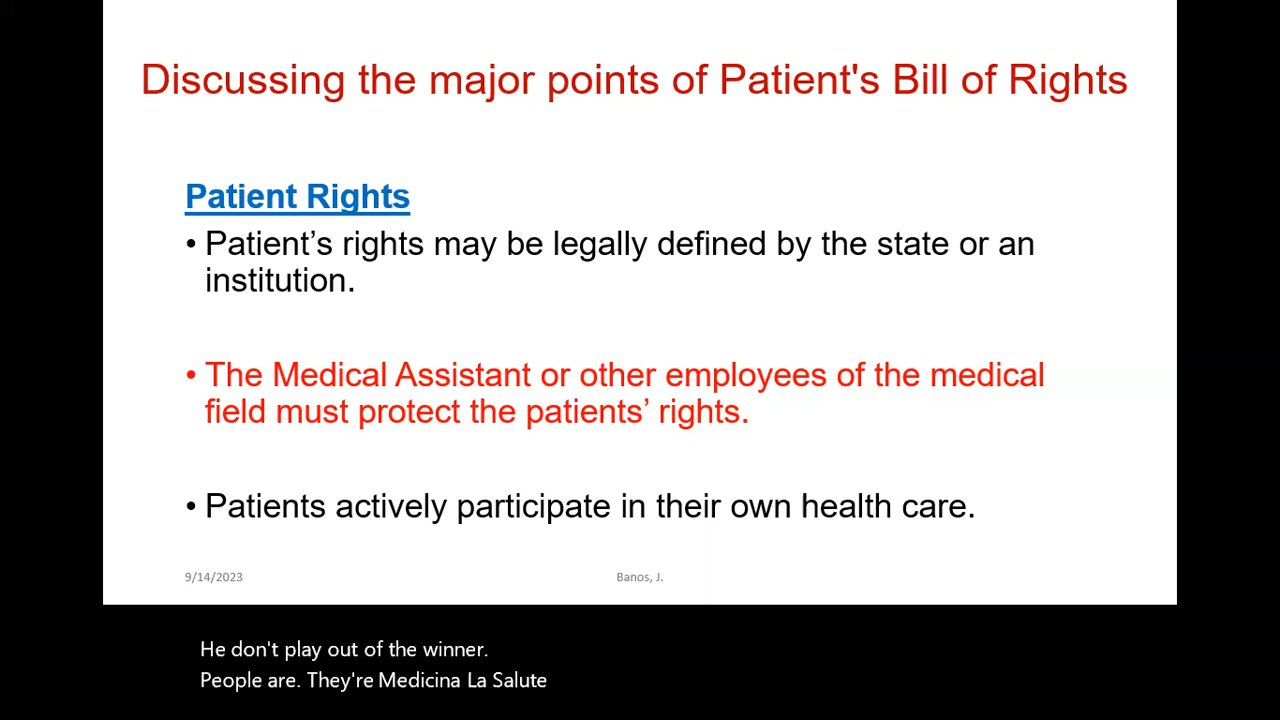 Discussing the major points of Patient's Bill of Rights
Patient Rights
• Patient’s rights may be legally defined by the state or an
institution.
• The Medical Assistant or other employees of the medical
field must protect the patients’ rights.
• Patients actively participate in their own health care.
9/14/2023
Banos, J.
He don't play out of the winner.
People are. They're Medicina La Salute